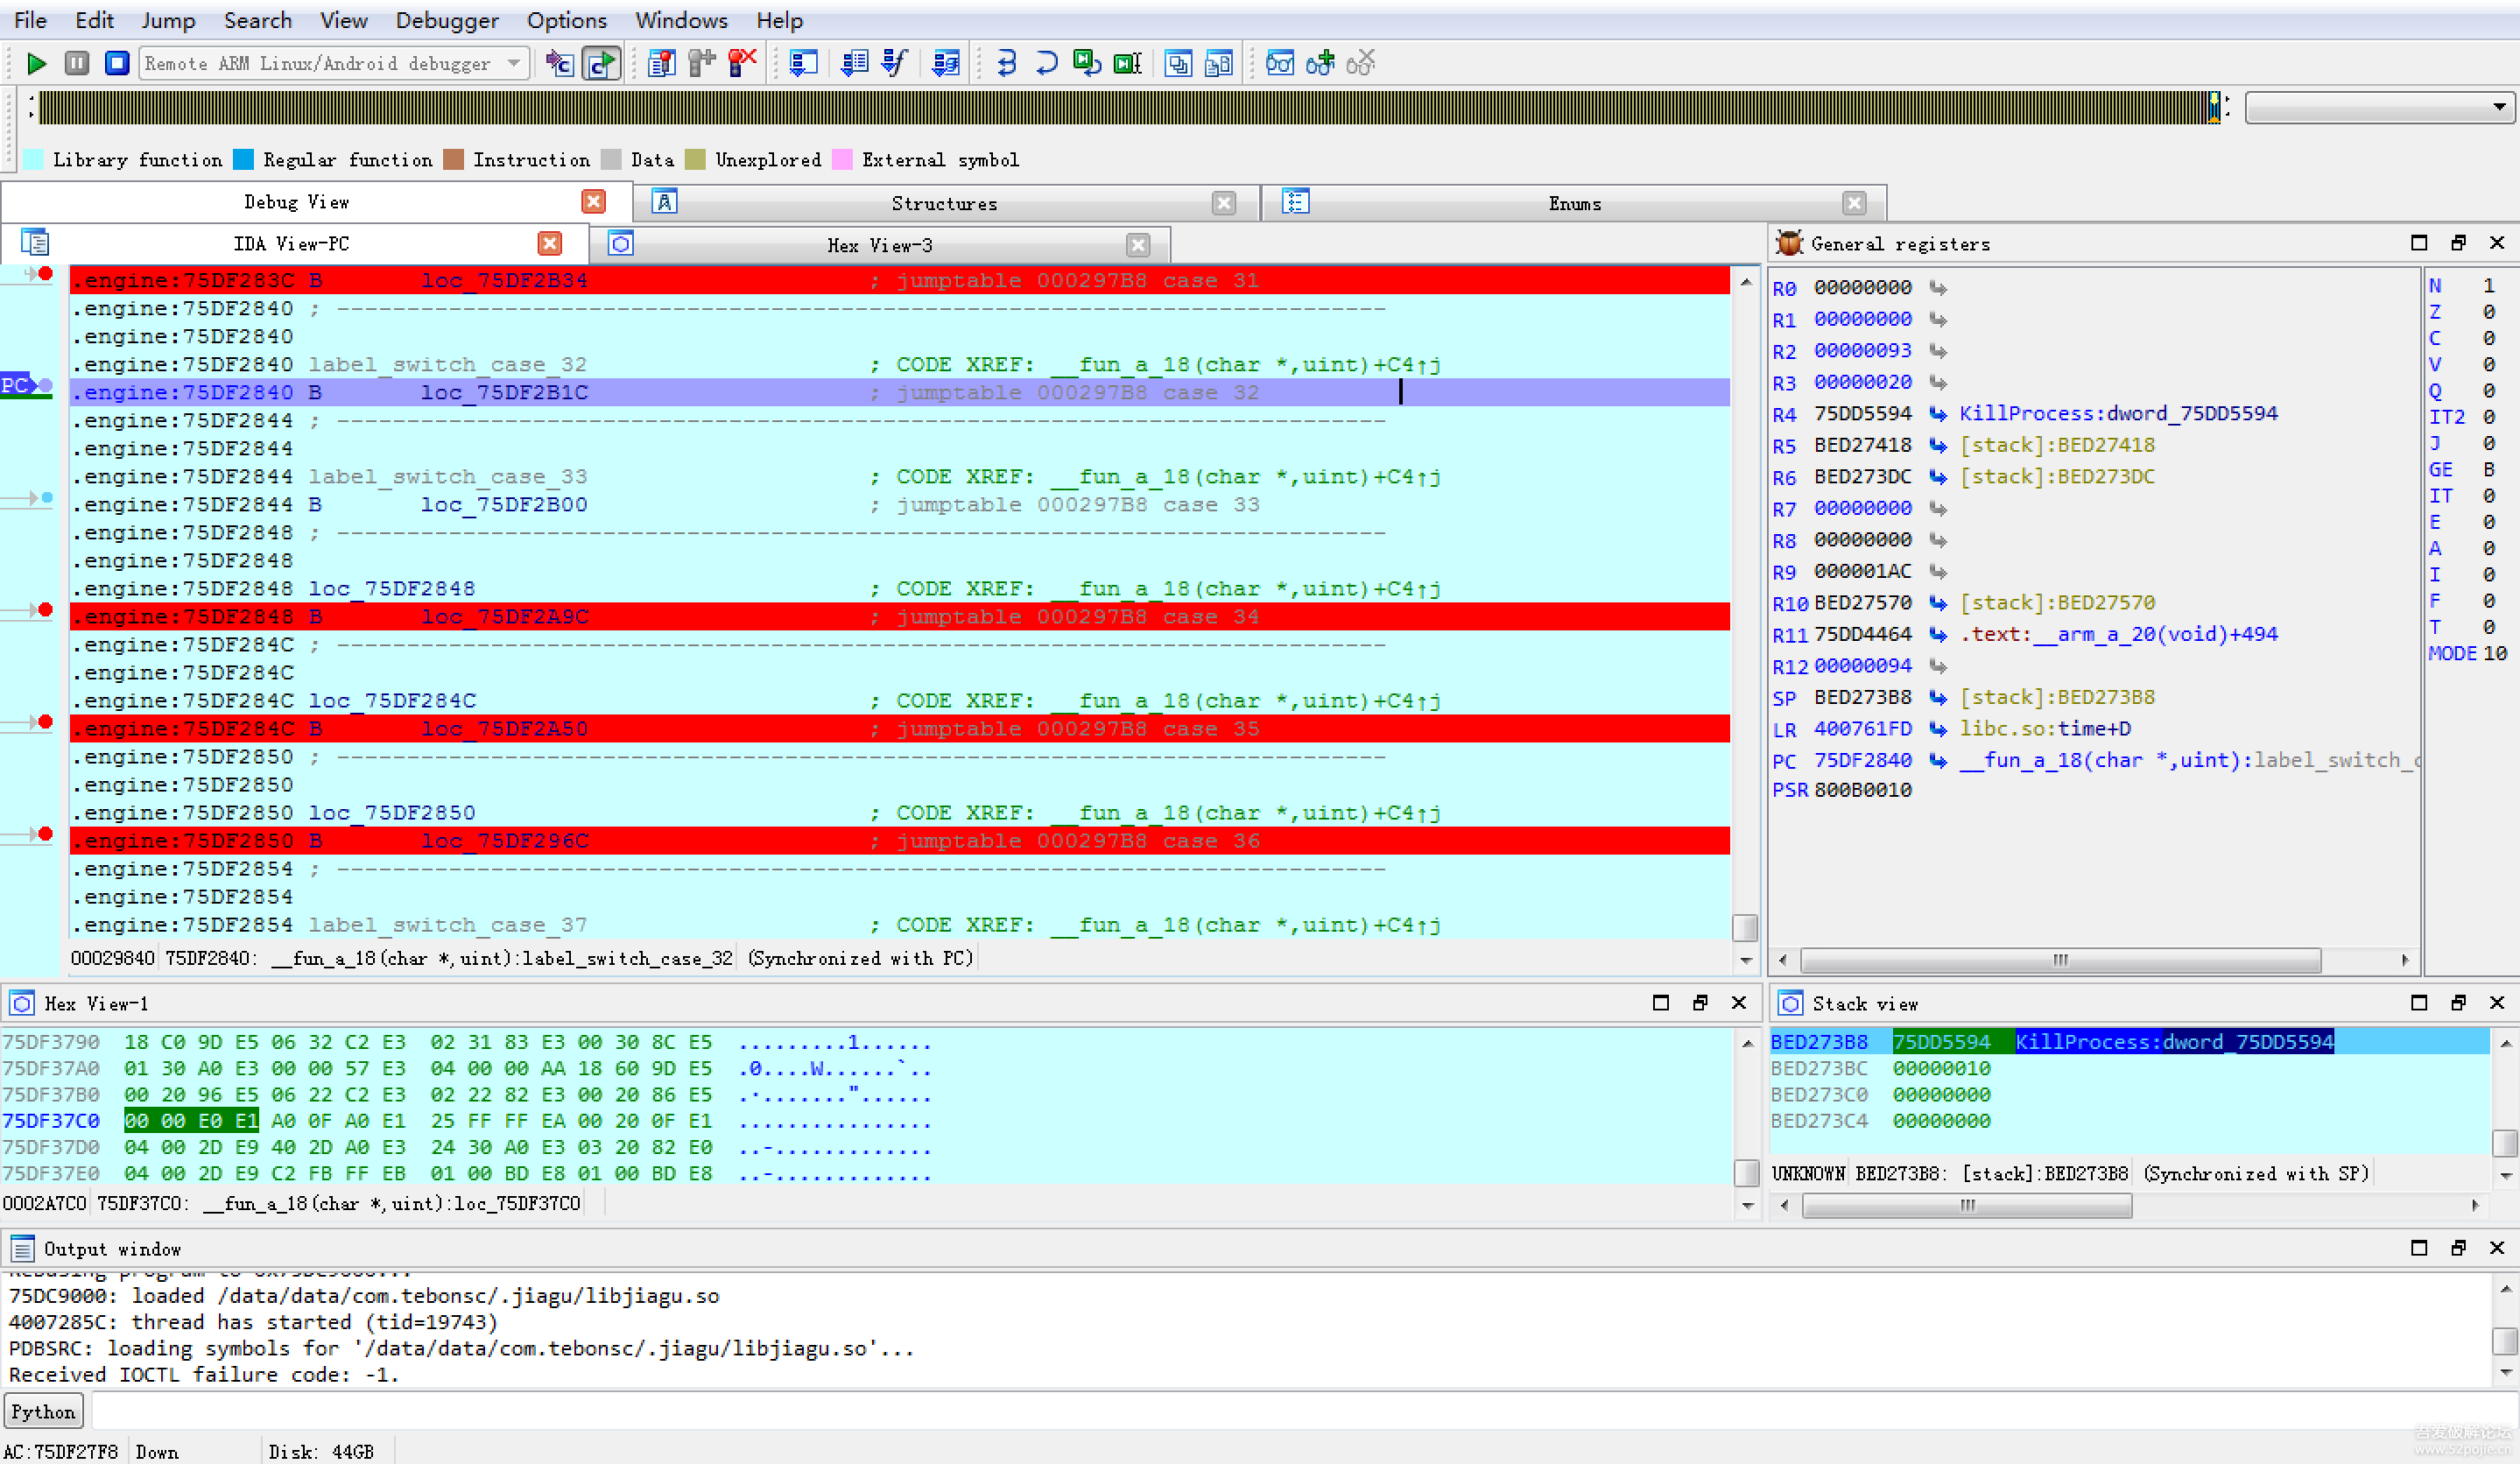 File Edit Jump Search View Debugger Options Windows Help
Remote ARM Linux/Android debugger
Library function Regular function Instruction Data Unexplored External symbol
Debug View Structures Enums
IDA View-PC Hex View-3
.engine:75DF283C B loc_75DF2B34 ; jumptable 000297B8 case 31
.engine:75DF2840 ; ---------------------------------------------------------------------------
.engine:75DF2840
.engine:75DF2840 label_switch_case_32 ; CODE XREF: __fun_a_18(char *,uint)+C4↑j
PC
.engine:75DF2840 B loc_75DF2B1C ; jumptable 000297B8 case 32
.engine:75DF2844 ; ---------------------------------------------------------------------------
.engine:75DF2844
.engine:75DF2844 label_switch_case_33 ; CODE XREF: __fun_a_18(char *,uint)+C4↑j
.engine:75DF2844 B loc_75DF2B00 ; jumptable 000297B8 case 33
.engine:75DF2848 ; ---------------------------------------------------------------------------
.engine:75DF2848
.engine:75DF2848 loc_75DF2848 ; CODE XREF: __fun_a_18(char *,uint)+C4↑j
.engine:75DF2848 B loc_75DF2A9C ; jumptable 000297B8 case 34
.engine:75DF284C ; ---------------------------------------------------------------------------
.engine:75DF284C
.engine:75DF284C loc_75DF284C ; CODE XREF: __fun_a_18(char *,uint)+C4↑j
.engine:75DF284C B loc_75DF2A50 ; jumptable 000297B8 case 35
.engine:75DF2850 ; ---------------------------------------------------------------------------
.engine:75DF2850
.engine:75DF2850 loc_75DF2850 ; CODE XREF: __fun_a_18(char *,uint)+C4↑j
.engine:75DF2850 B loc_75DF296C ; jumptable 000297B8 case 36
.engine:75DF2854 ; ---------------------------------------------------------------------------
.engine:75DF2854
.engine:75DF2854 label_switch_case_37 ; CODE XREF: __fun_a_18(char *,uint)+C4↑j
00029840 75DF2840: __fun_a_18(char *,uint):label_switch_case_32 (Synchronized with PC)
General registers
R0 00000000
R1 00000000
R2 00000093
R3 00000020
R4 75DD5594 KillProcess:dword_75DD5594
R5 BED27418 [stack]:BED27418
R6 BED273DC [stack]:BED273DC
R7 00000000
R8 00000000
R9 000001AC
R10 BED27570 [stack]:BED27570
R11 75DD4464 .text:__arm_a_20(void)+494
R12 00000094
SP BED273B8 [stack]:BED273B8
LR 400761FD libc.so:time+D
PC 75DF2840 __fun_a_18(char *,uint):label_switch_c
PSR 800B0010
N 1
Z 0
C 0
V 0
Q 0
IT2 0
J 0
GE B
IT 0
E 0
A 0
I 0
F 0
T 0
MODE 10
Hex View-1
75DF3790 18 C0 9D E5 06 32 C2 E3 02 31 83 E3 00 30 8C E5 .........1......
75DF37A0 01 30 A0 E3 00 00 57 E3 04 00 00 AA 18 60 9D E5 .0....W......`..
75DF37B0 00 20 96 E5 06 22 C2 E3 02 22 82 E3 00 20 86 E5 .·......."......
75DF37C0 00 00 E0 E1 A0 0F A0 E1 25 FF FF EA 00 20 0F E1 ................
75DF37D0 04 00 2D E9 40 2D A0 E3 24 30 A0 E3 03 20 82 E0 ..-.............
75DF37E0 04 00 2D E9 C2 FB FF EB 01 00 BD E8 01 00 BD E8 ..-.............
0002A7C0 75DF37C0: __fun_a_18(char *,uint):loc_75DF37C0
Stack view
BED273B8 75DD5594 KillProcess:dword_75DD5594
BED273BC 00000010
BED273C0 00000000
BED273C4 00000000
UNKNOWN BED273B8: [stack]:BED273B8 (Synchronized with SP)
Output window
75DC9000: loaded /data/data/com.tebonsc/.jiagu/libjiagu.so
4007285C: thread has started (tid=19743)
PDBSRC: loading symbols for '/data/data/com.tebonsc/.jiagu/libjiagu.so'...
Received IOCTL failure code: -1.
Python
AC:75DF27F8 Down Disk: 44GB
吾爱破解论坛
www.52pojie.cn